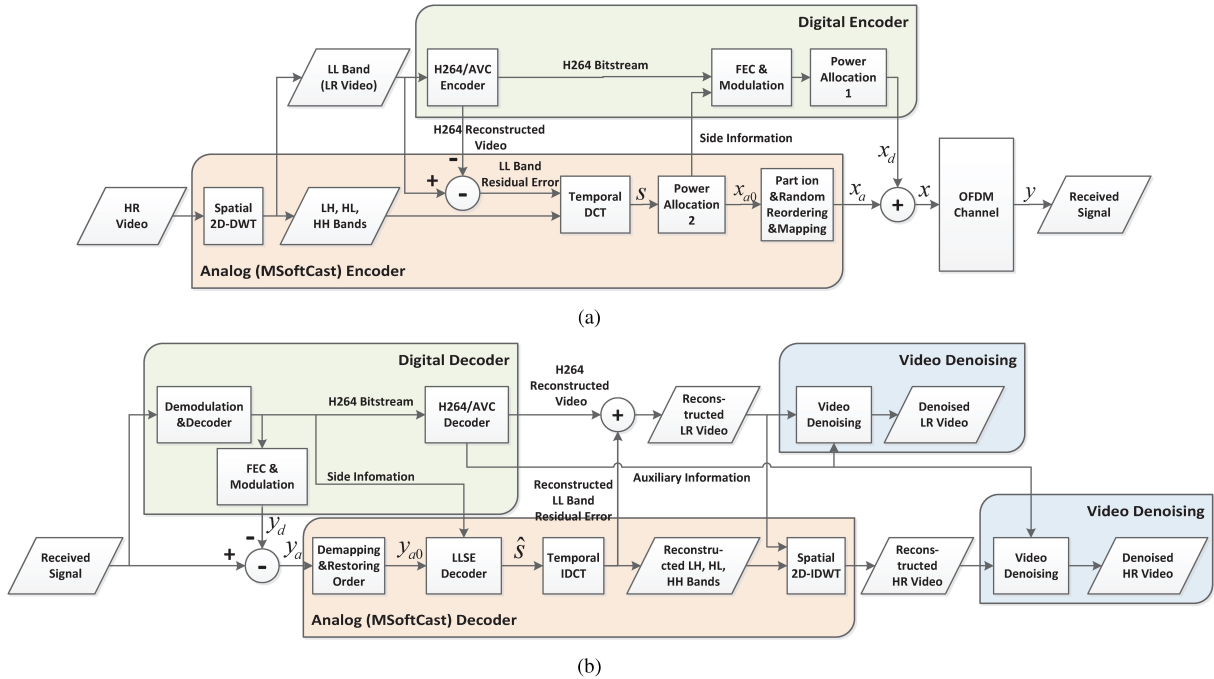 Digital Encoder
LL Band
(LR Video)
H264/AVC
Encoder
H264 Bitstream
FEC &
Modulation
Power
Allocation
1
H264 Reconstructed
Video
Side Information
x_d
-
+
-
LL Band
Residual Error
HR
Video
Spatial
2D-DWT
LH, HL,
HH Bands
Temporal
DCT
s
Power
Allocation
2
x_a0
Part ion
&Random
Reordering
&Mapping
x_a
+
x
OFDM
Channel
y
Received
Signal
Analog (MSoftCast) Encoder
(a)
Digital Decoder
Demodulation
&Decoder
H264 Bitstream
H264/AVC
Decoder
H264
Reconstructed
Video
+
Recons-
tructed
LR Video
Video Denoising
Video
Denoising
Denoised
LR Video
FEC &
Modulation
Side Infomation
Auxiliary Information
Reconstructed
LL Band
Residual Error
Received
Signal
+
-
y_d
-
y_a
Demapping
&Restoring
Order
y_a0
LLSE
Decoder
ŝ
Temporal
IDCT
Reconstru-
cted LH, HL,
HH Bands
Spatial
2D-IDWT
Recons-
tructed
HR Video
Video Denoising
Video
Denoising
Denoised
HR Video
Analog (MSoftCast) Decoder
(b)